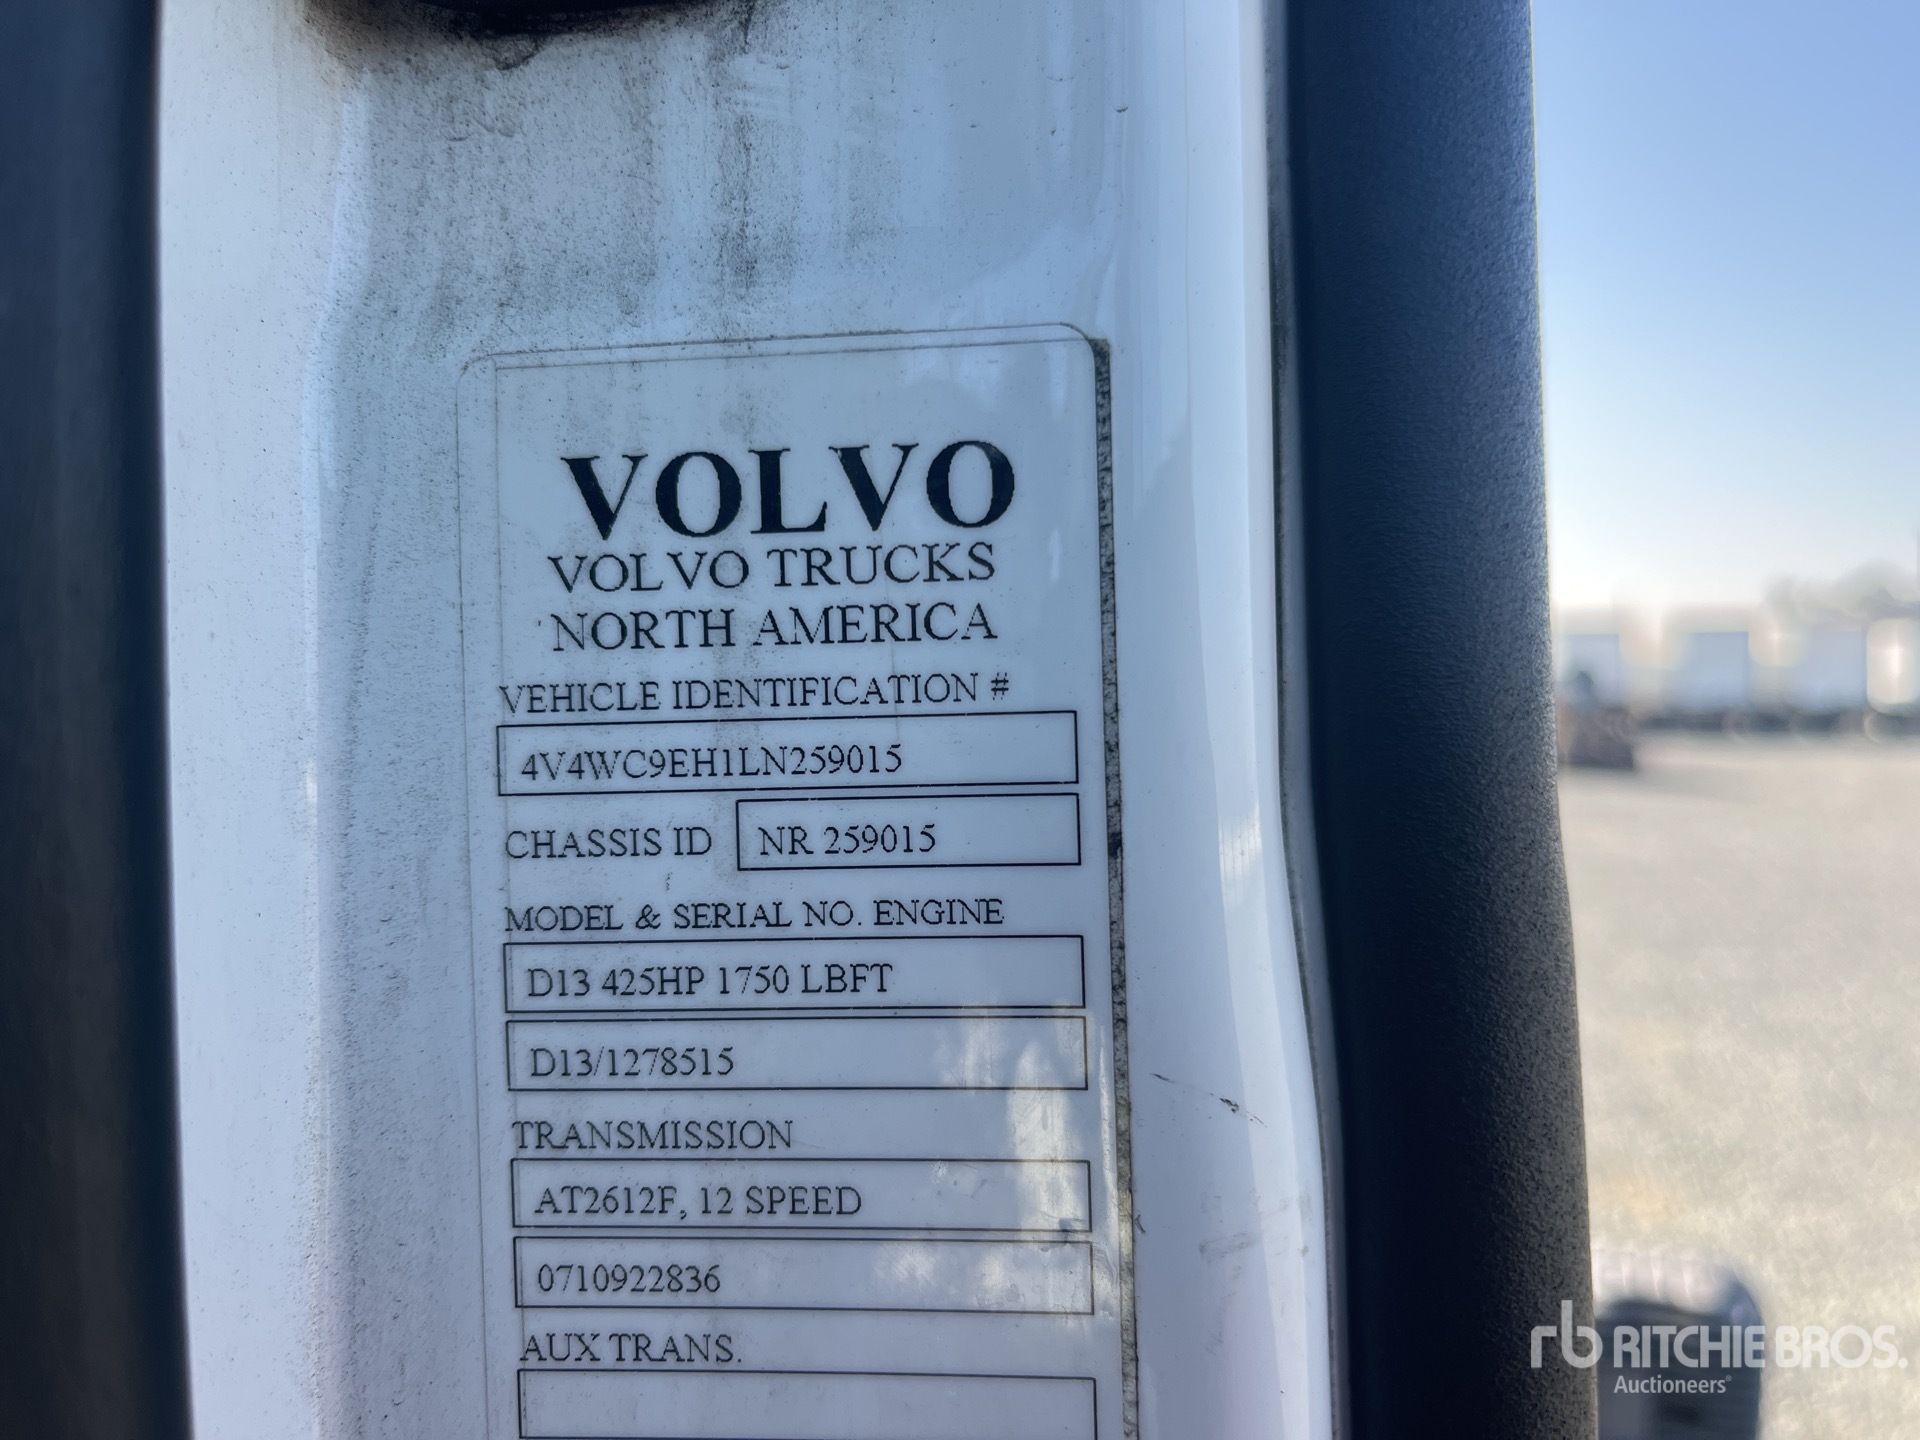 VOLVO
VOLVO TRUCKS
NORTH AMERICA
VEHICLE IDENTIFICATION #
4V4WC9EH1LN259015
CHASSIS ID NR 259015
MODEL & SERIAL NO. ENGINE
D13 425HP 1750 LBFT
D13/1278515
TRANSMISSION
AT2612F, 12 SPEED
0710922836
AUX TRANS.
rb RITCHIE BROS.
Auctioneers®